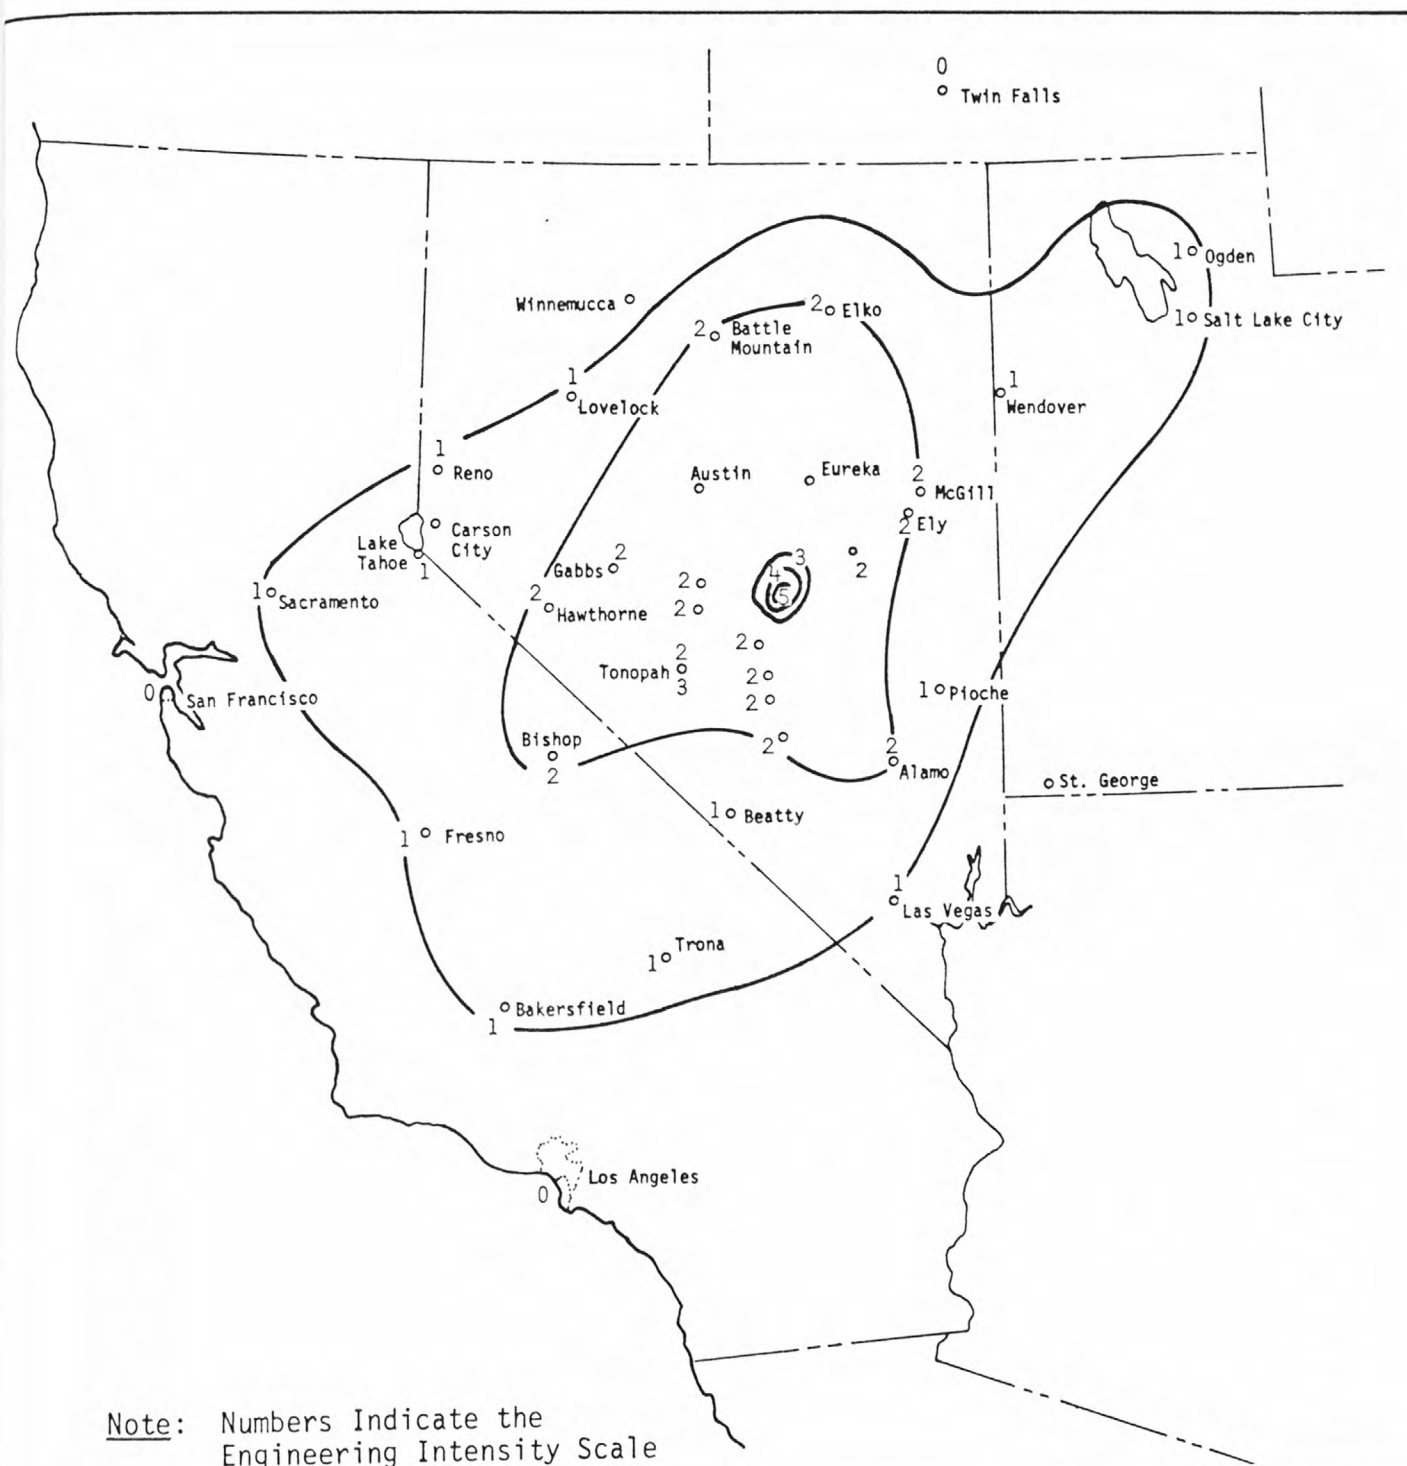 0
Twin Falls
1 Ogden
1 Salt Lake City
Winnemucca
2 Elko
2 Battle
Mountain
1
Lovelock
1
Wendover
1
Reno
Austin
Eureka
2
McGill
2 Ely
Carson
City
Lake
Tahoe
1
2
Gabbs
2
3
4
5
2
1 Sacramento
2
Hawthorne
2
2
2
2
Tonopah
3
2
2
0 San Francisco
1 Pioche
Bishop
2
2
2
Alamo
St. George
1 Beatty
1 Fresno
1
Las Vegas
Trona
1
Bakersfield
1
Los Angeles
0
Note: Numbers Indicate the
Engineering Intensity Scale